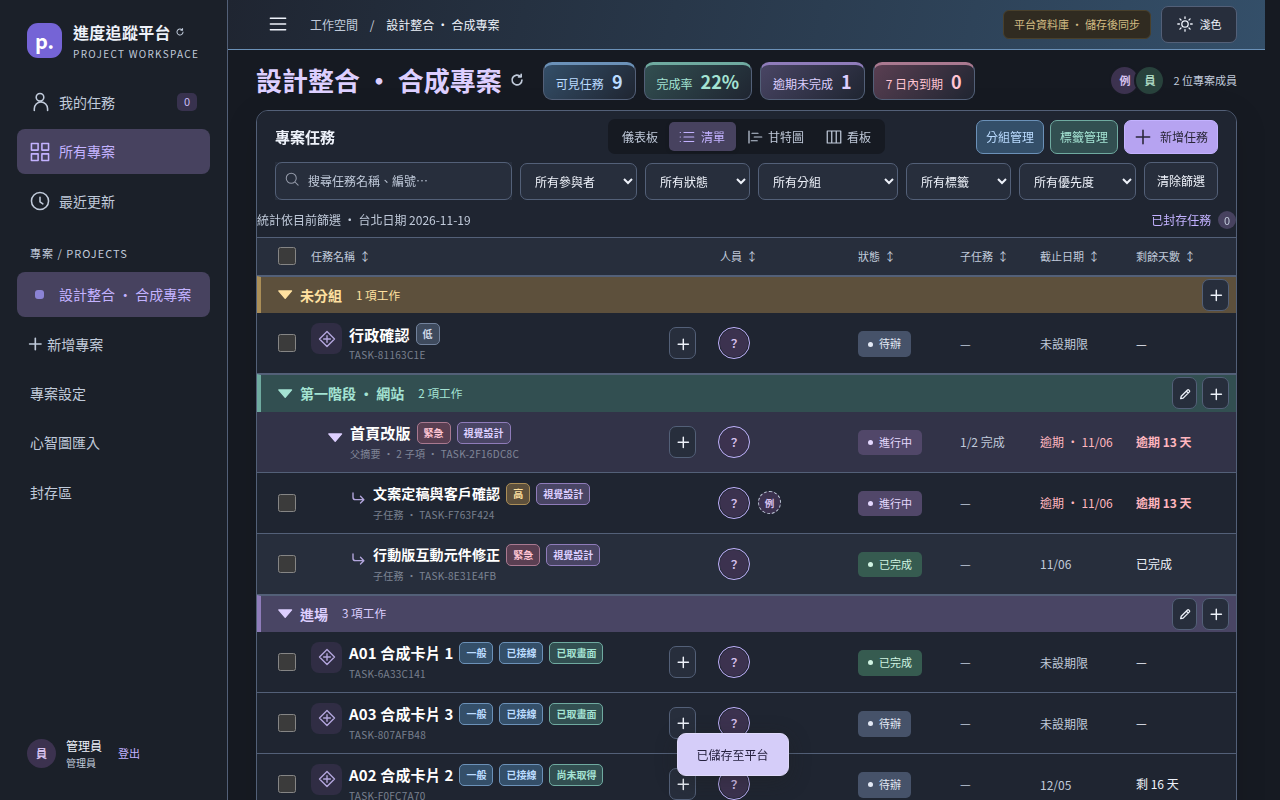 p. 進度追蹤平台
PROJECT WORKSPACE
我的任務 0
所有專案
最近更新
專案 / PROJECTS
設計整合 · 合成專案
新增專案
專案設定
心智圖匯入
封存區
員 管理員 登出
管理員
工作空間 / 設計整合 · 合成專案
平台資料庫 · 儲存後同步
淺色
設計整合 · 合成專案
可見任務 9
完成率 22%
逾期未完成 1
7 日內到期 0
例 員 2 位專案成員
專案任務
儀表板 清單 甘特圖 看板
分組管理 標籤管理 新增任務
搜尋任務名稱、編號… 所有參與者 所有狀態 所有分組 所有標籤 所有優先度 清除篩選
統計依目前篩選 · 台北日期 2026-11-19 已封存任務 0
任務名稱 ↕ 人員 ↕ 狀態 ↕ 子任務 ↕ 截止日期 ↕ 剩餘天數 ↕
未分組 1 項工作
行政確認 低 ? 待辦 — 未設期限 —
TASK-81163C1E
第一階段 · 網站 2 項工作
首頁改版 緊急 視覺設計 ? 進行中 1/2 完成 逾期 · 11/06 逾期 13 天
父摘要 · 2 子項 · TASK-2F16DC8C
文案定稿與客戶確認 高 視覺設計 ? 例 進行中 — 逾期 · 11/06 逾期 13 天
子任務 · TASK-F763F424
行動版互動元件修正 緊急 視覺設計 ? 已完成 — 11/06 已完成
子任務 · TASK-8E31E4FB
進場 3 項工作
A01 合成卡片 1 一般 已接線 已取畫面 ? 已完成 — 未設期限 —
TASK-6A33C141
A03 合成卡片 3 一般 已接線 已取畫面 ? 待辦 — 未設期限 —
TASK-807AFB48
已儲存至平台
A02 合成卡片 2 一般 已接線 尚未取得 ? 待辦 — 12/05 剩 16 天
TASK-F0FC7A70